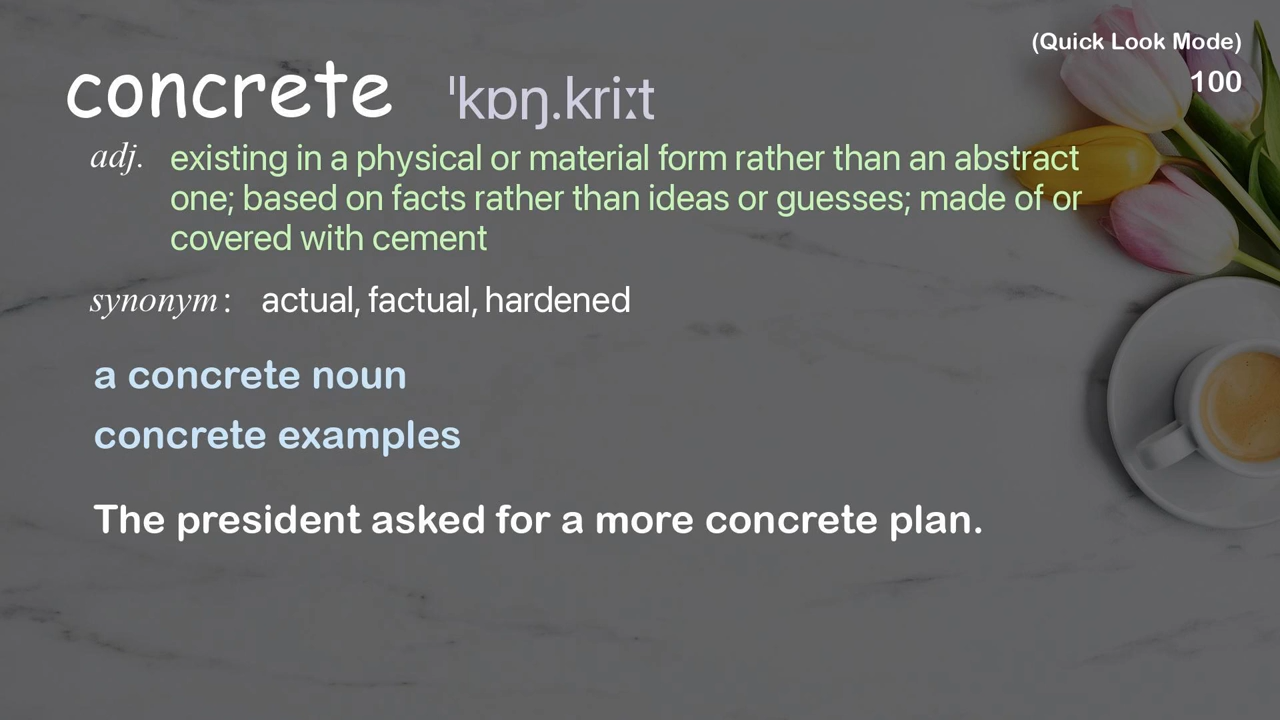 (Quick Look Mode)
100
concrete ˈkɒŋ.kriːt
adj. existing in a physical or material form rather than an abstract
one; based on facts rather than ideas or guesses; made of or
covered with cement
synonym: actual, factual, hardened
a concrete noun
concrete examples
The president asked for a more concrete plan.